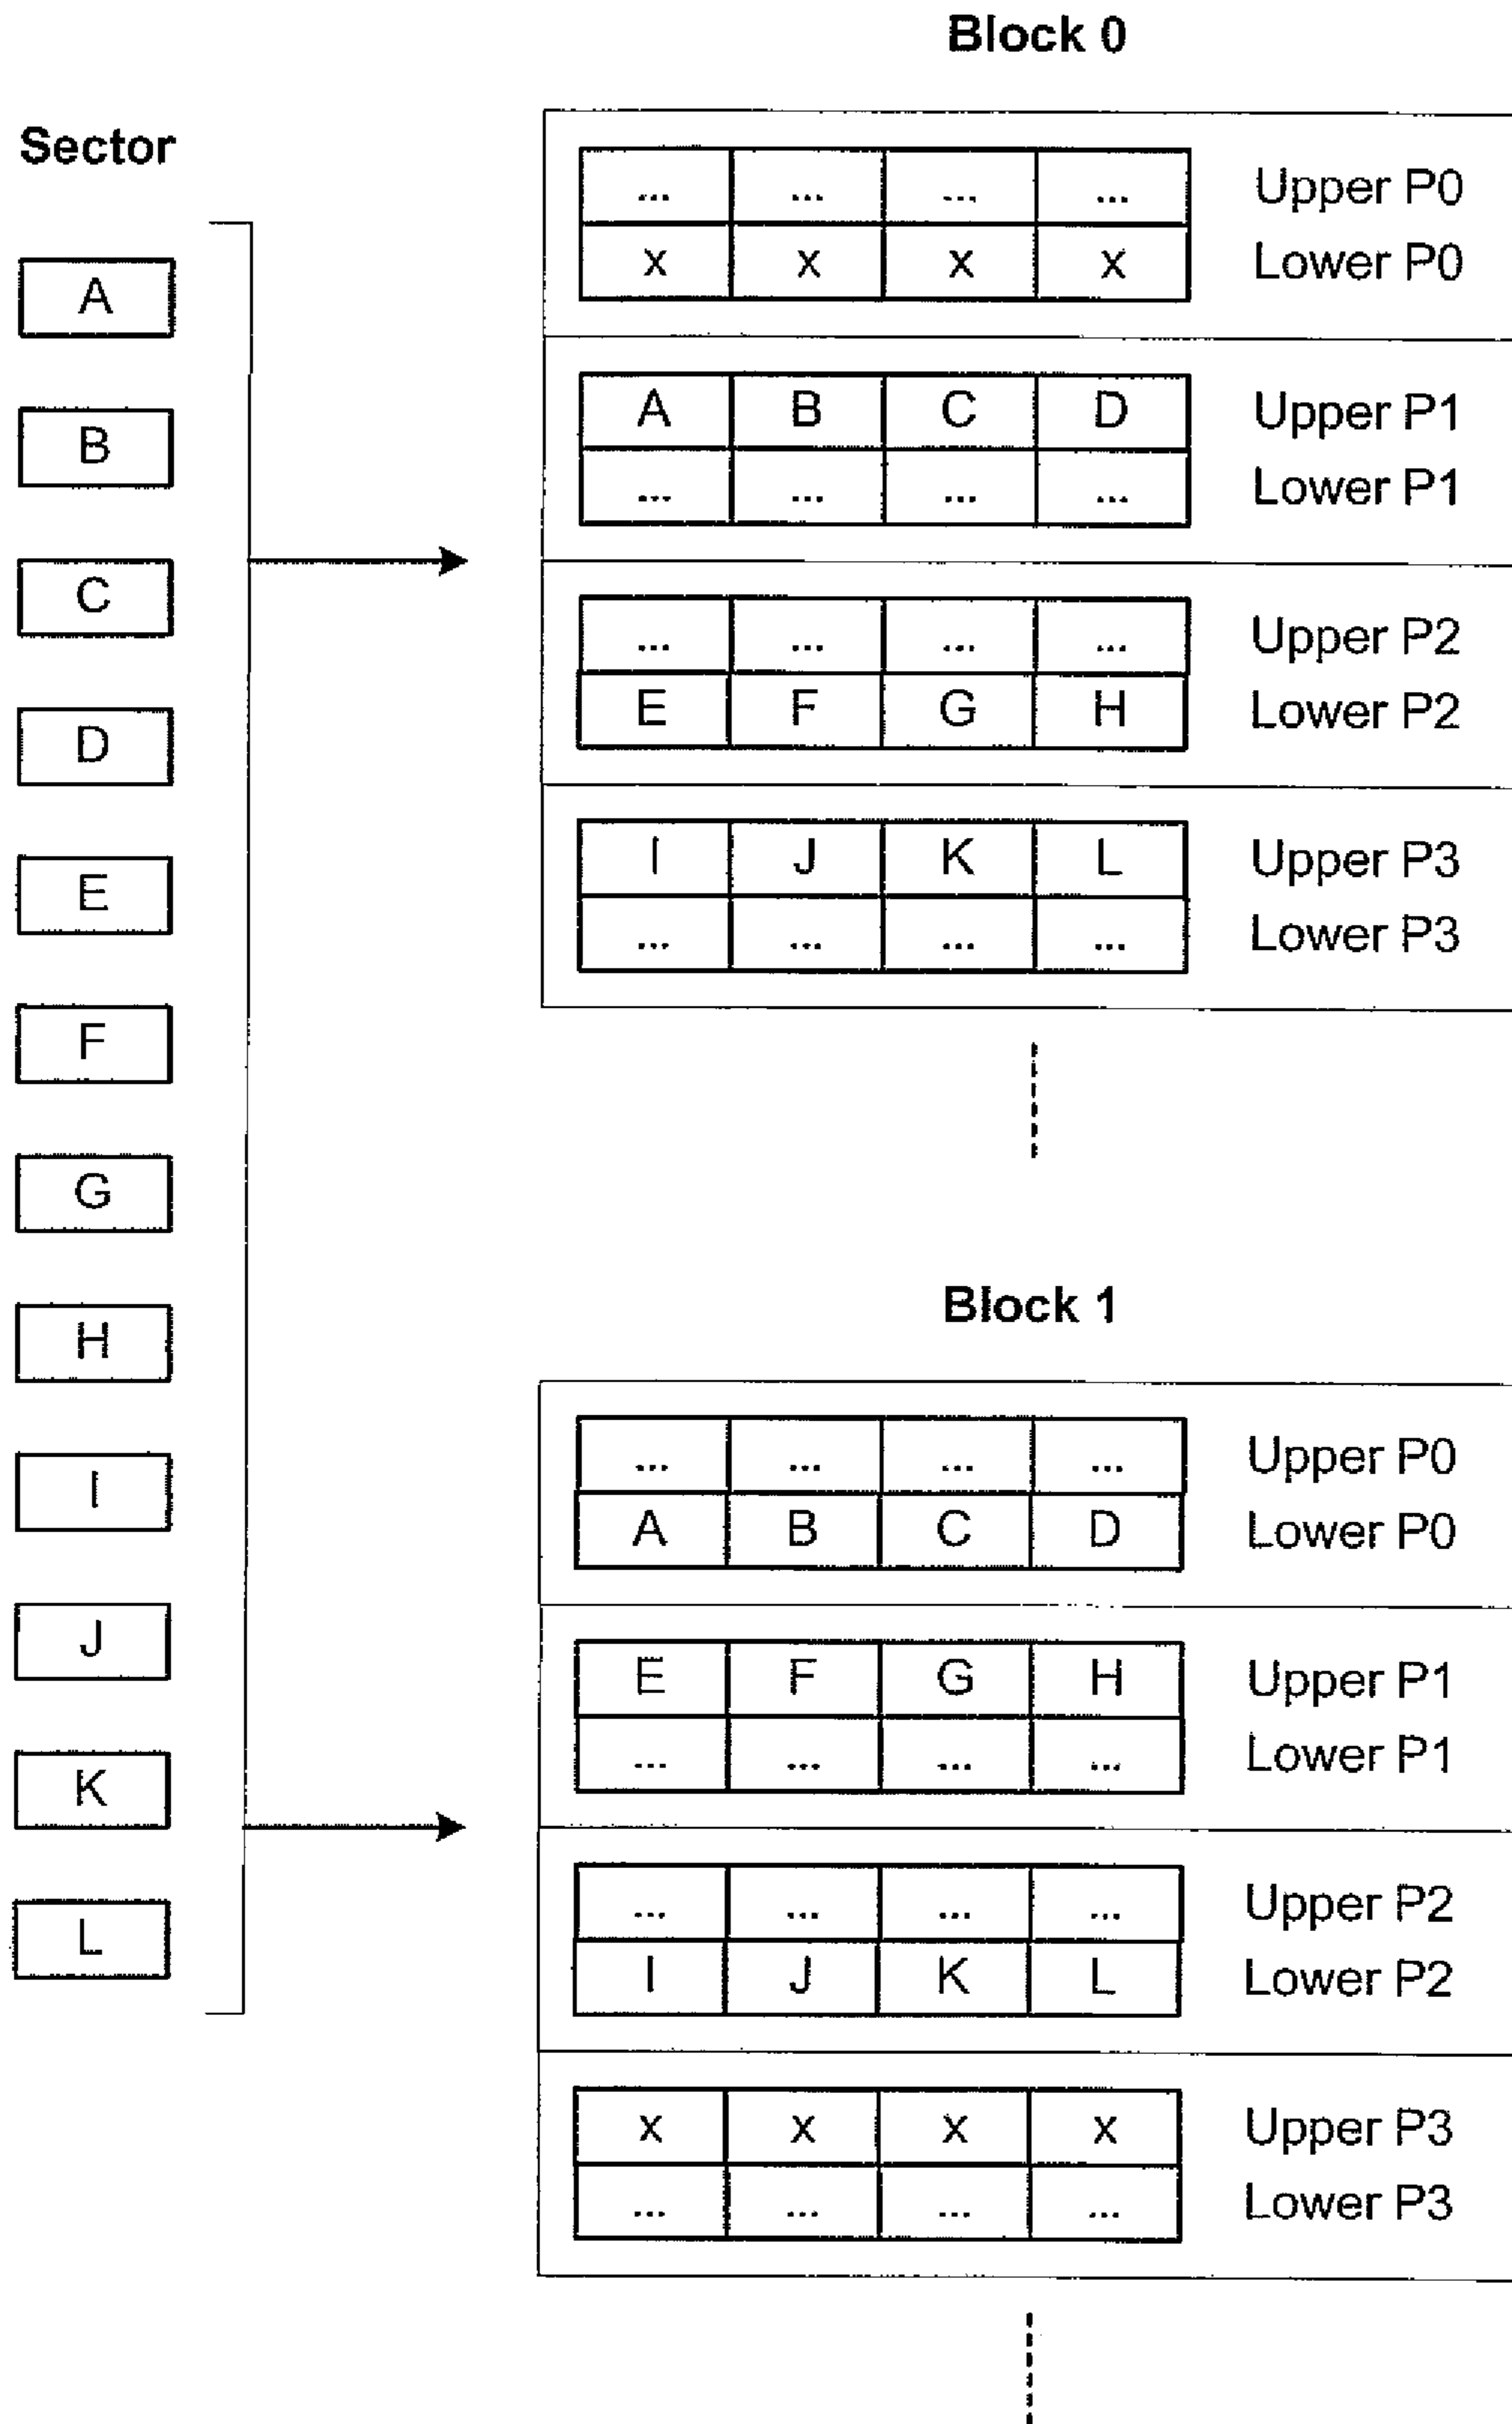 Sector
A
B
C
D
E
F
G
H
I
J
K
L
Block 0
... ... ... ... Upper P0
x x x x Lower P0
A B C D Upper P1
... ... ... ... Lower P1
... ... ... ... Upper P2
E F G H Lower P2
I J K L Upper P3
... ... ... ... Lower P3
Block 1
... ... ... ... Upper P0
A B C D Lower P0
E F G H Upper P1
... ... ... ... Lower P1
... ... ... ... Upper P2
I J K L Lower P2
x x x x Upper P3
... ... ... ... Lower P3